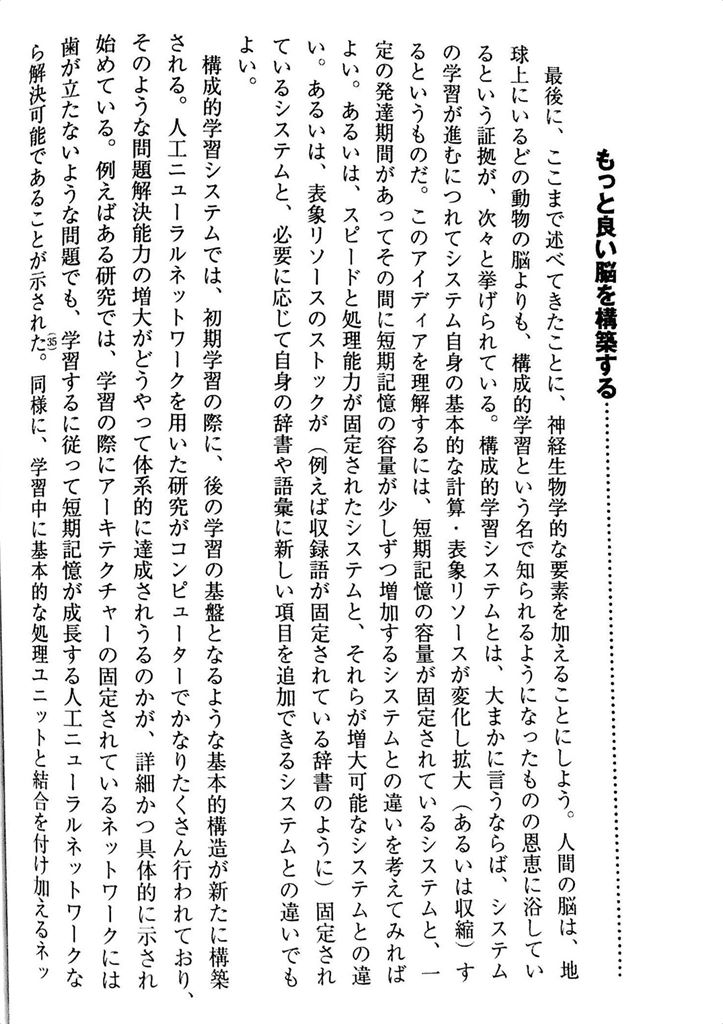 もっと良い脳を構築する……………………………………………
最後に、ここまで述べてきたことに、神経生物学的な要素を加えることにしよう。人間の脳は、地
球上にいるどの動物の脳よりも、構成的学習という名で知られるようになったものの恩恵に浴してい
るという証拠が、次々と挙げられている。構成的学習システムとは、大まかに言うならば、システム
の学習が進むにつれてシステム自身の基本的な計算・表象リソースが変化し拡大（あるいは収縮）す
るというものだ。このアイディアを理解するには、短期記憶の容量が固定されているシステムと、一
定の発達期間があってその間に短期記憶の容量が少しずつ増加するシステムとの違いを考えてみれば
よい。あるいは、スピードと処理能力が固定されたシステムと、それらが増大可能なシステムとの違
い。あるいは、表象リソースのストックが（例えば収録語が固定されている辞書のように）固定され
ているシステムと、必要に応じて自身の辞書や語彙に新しい項目を追加できるシステムとの違いでも
よい。
構成的学習システムでは、初期学習の際に、後の学習の基盤となるような基本的構造が新たに構築
される。人工ニューラルネットワークを用いた研究がコンピューターでかなりたくさん行われており、
そのような問題解決能力の増大がどうやって体系的に達成されうるのかが、詳細かつ具体的に示され
始めている。例えばある研究では、学習の際にアーキテクチャーの固定されているネットワークには
歯が立たないような問題でも、学習するに従って短期記憶が成長する人工ニューラルネットワークな
ら解決可能であることが示された(35)。同様に、学習中に基本的な処理ユニットと結合を付け加えるネッ